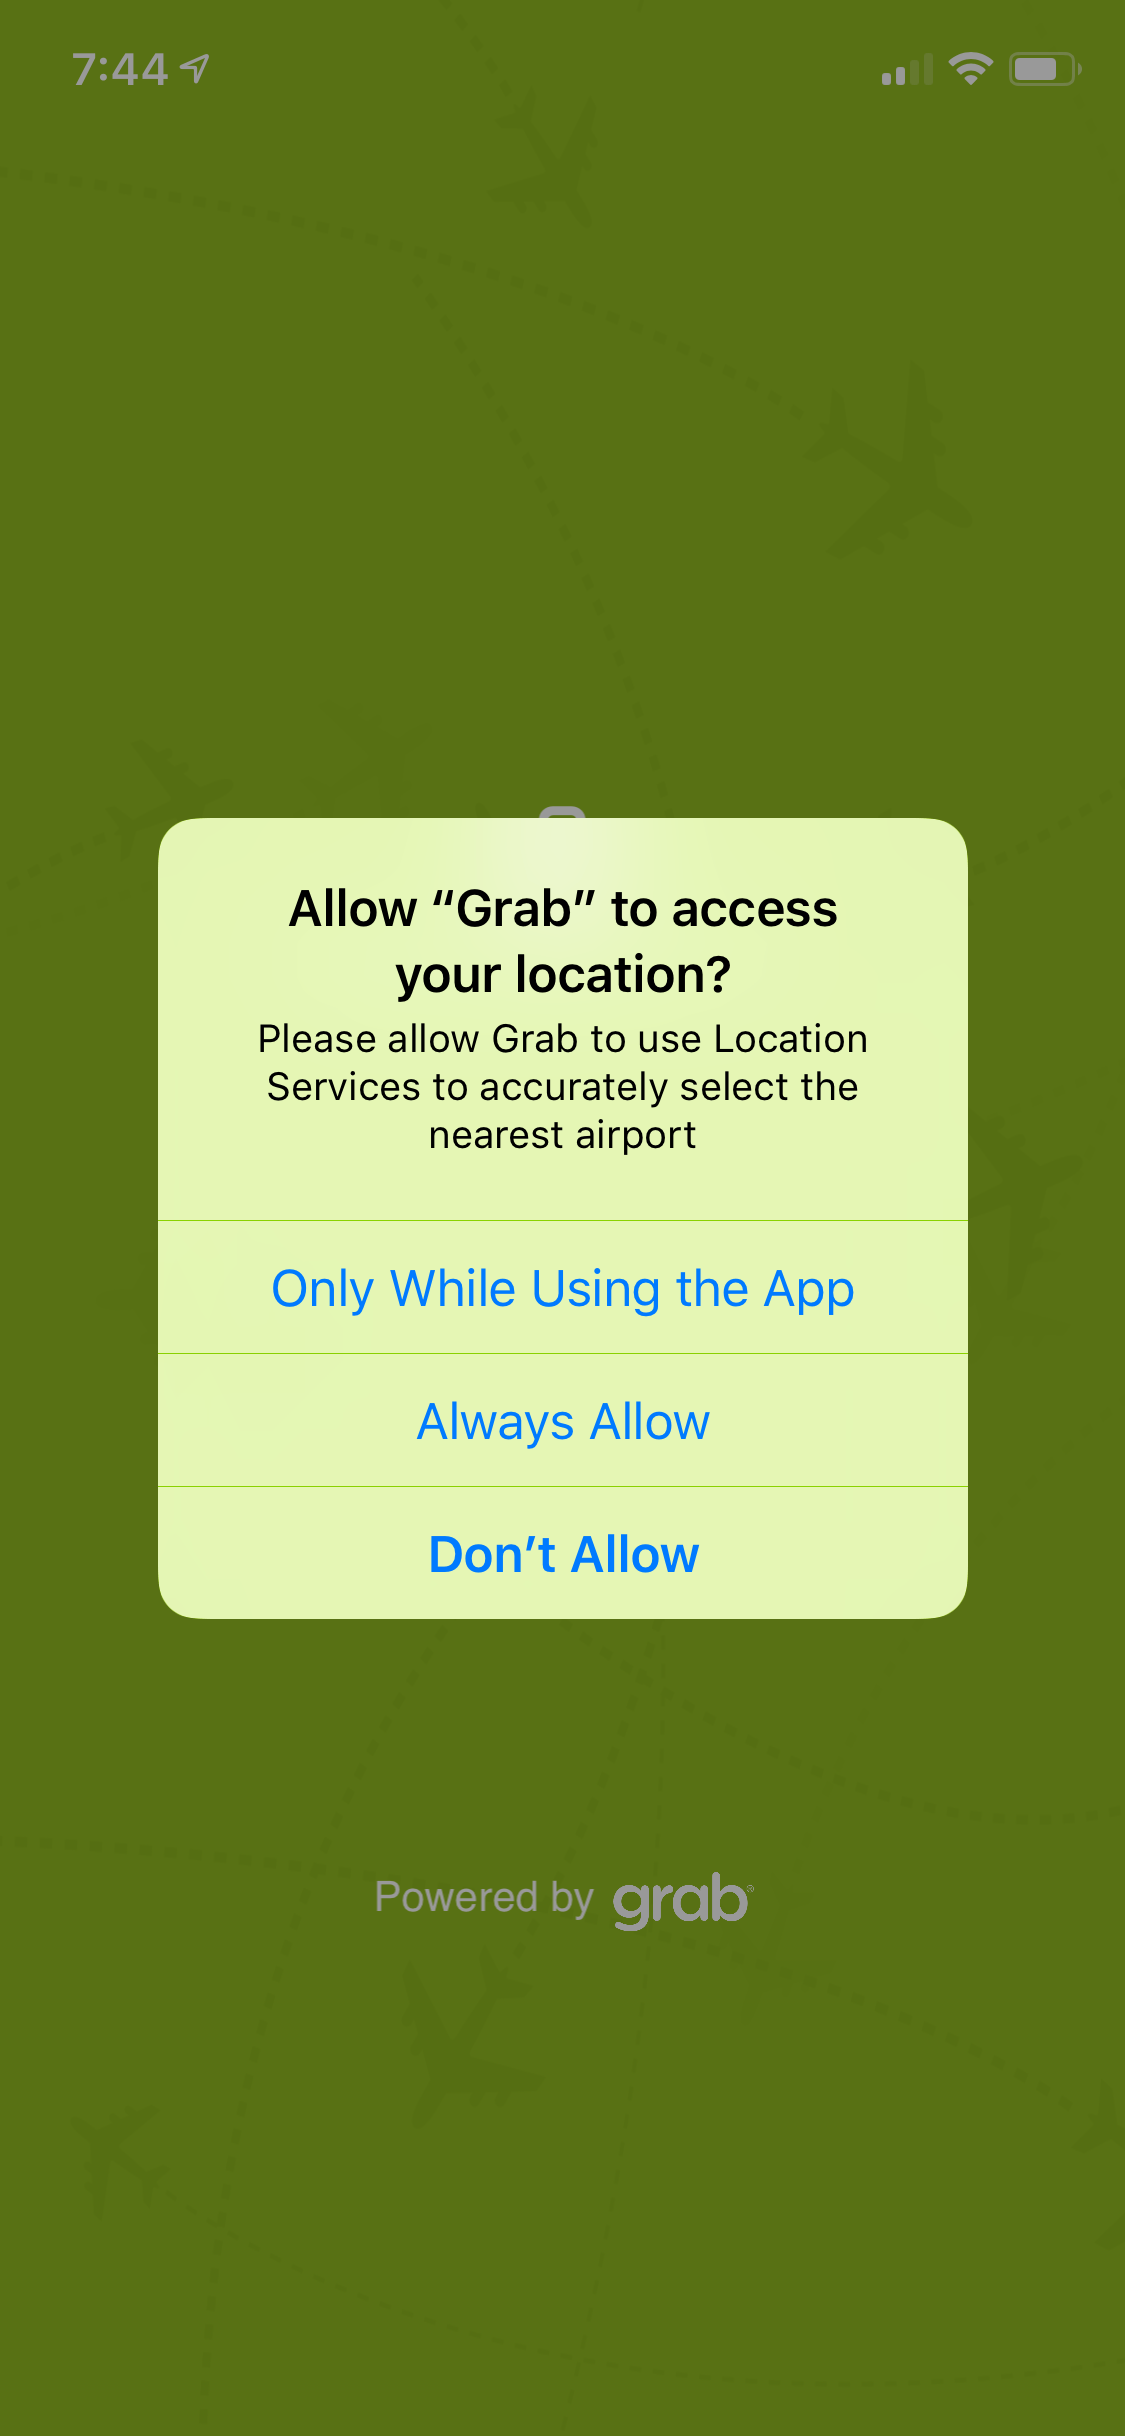 7:44
Allow “Grab” to access
your location?
Please allow Grab to use Location
Services to accurately select the
nearest airport
Only While Using the App
Always Allow
Don’t Allow
Powered by grab®